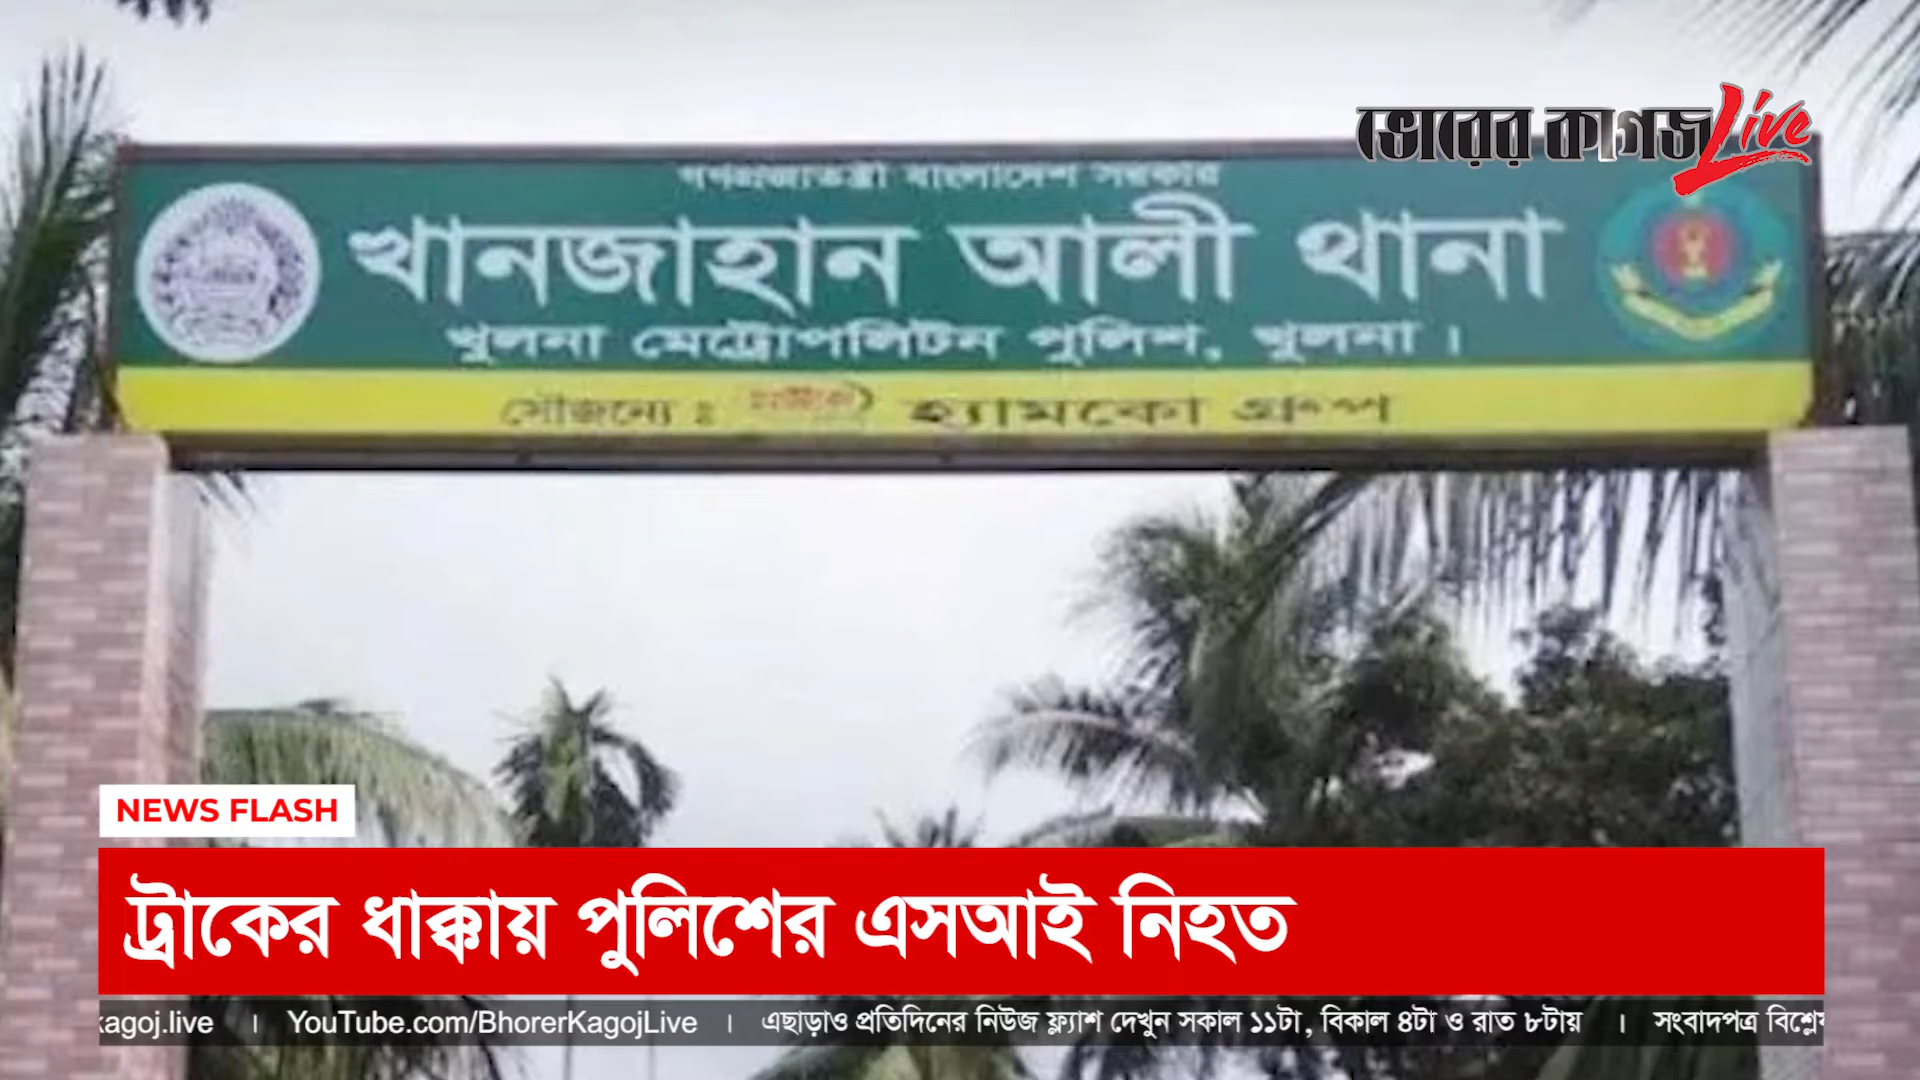 ভোরের কাগজ Live
গণপ্রজাতন্ত্রী বাংলাদেশ সরকার
খানজাহান আলী থানা
খুলনা মেট্রোপলিটন পুলিশ, খুলনা।
সৌজন্যে : হ্যামকো গ্রুপ
NEWS FLASH
ট্রাকের ধাক্কায় পুলিশের এসআই নিহত
kagoj.live । YouTube.com/BhorerKagojLive । এছাড়াও প্রতিদিনের নিউজ ফ্ল্যাশ দেখুন সকাল ১১টা, বিকাল ৪টা ও রাত ৮টায় । সংবাদপত্র